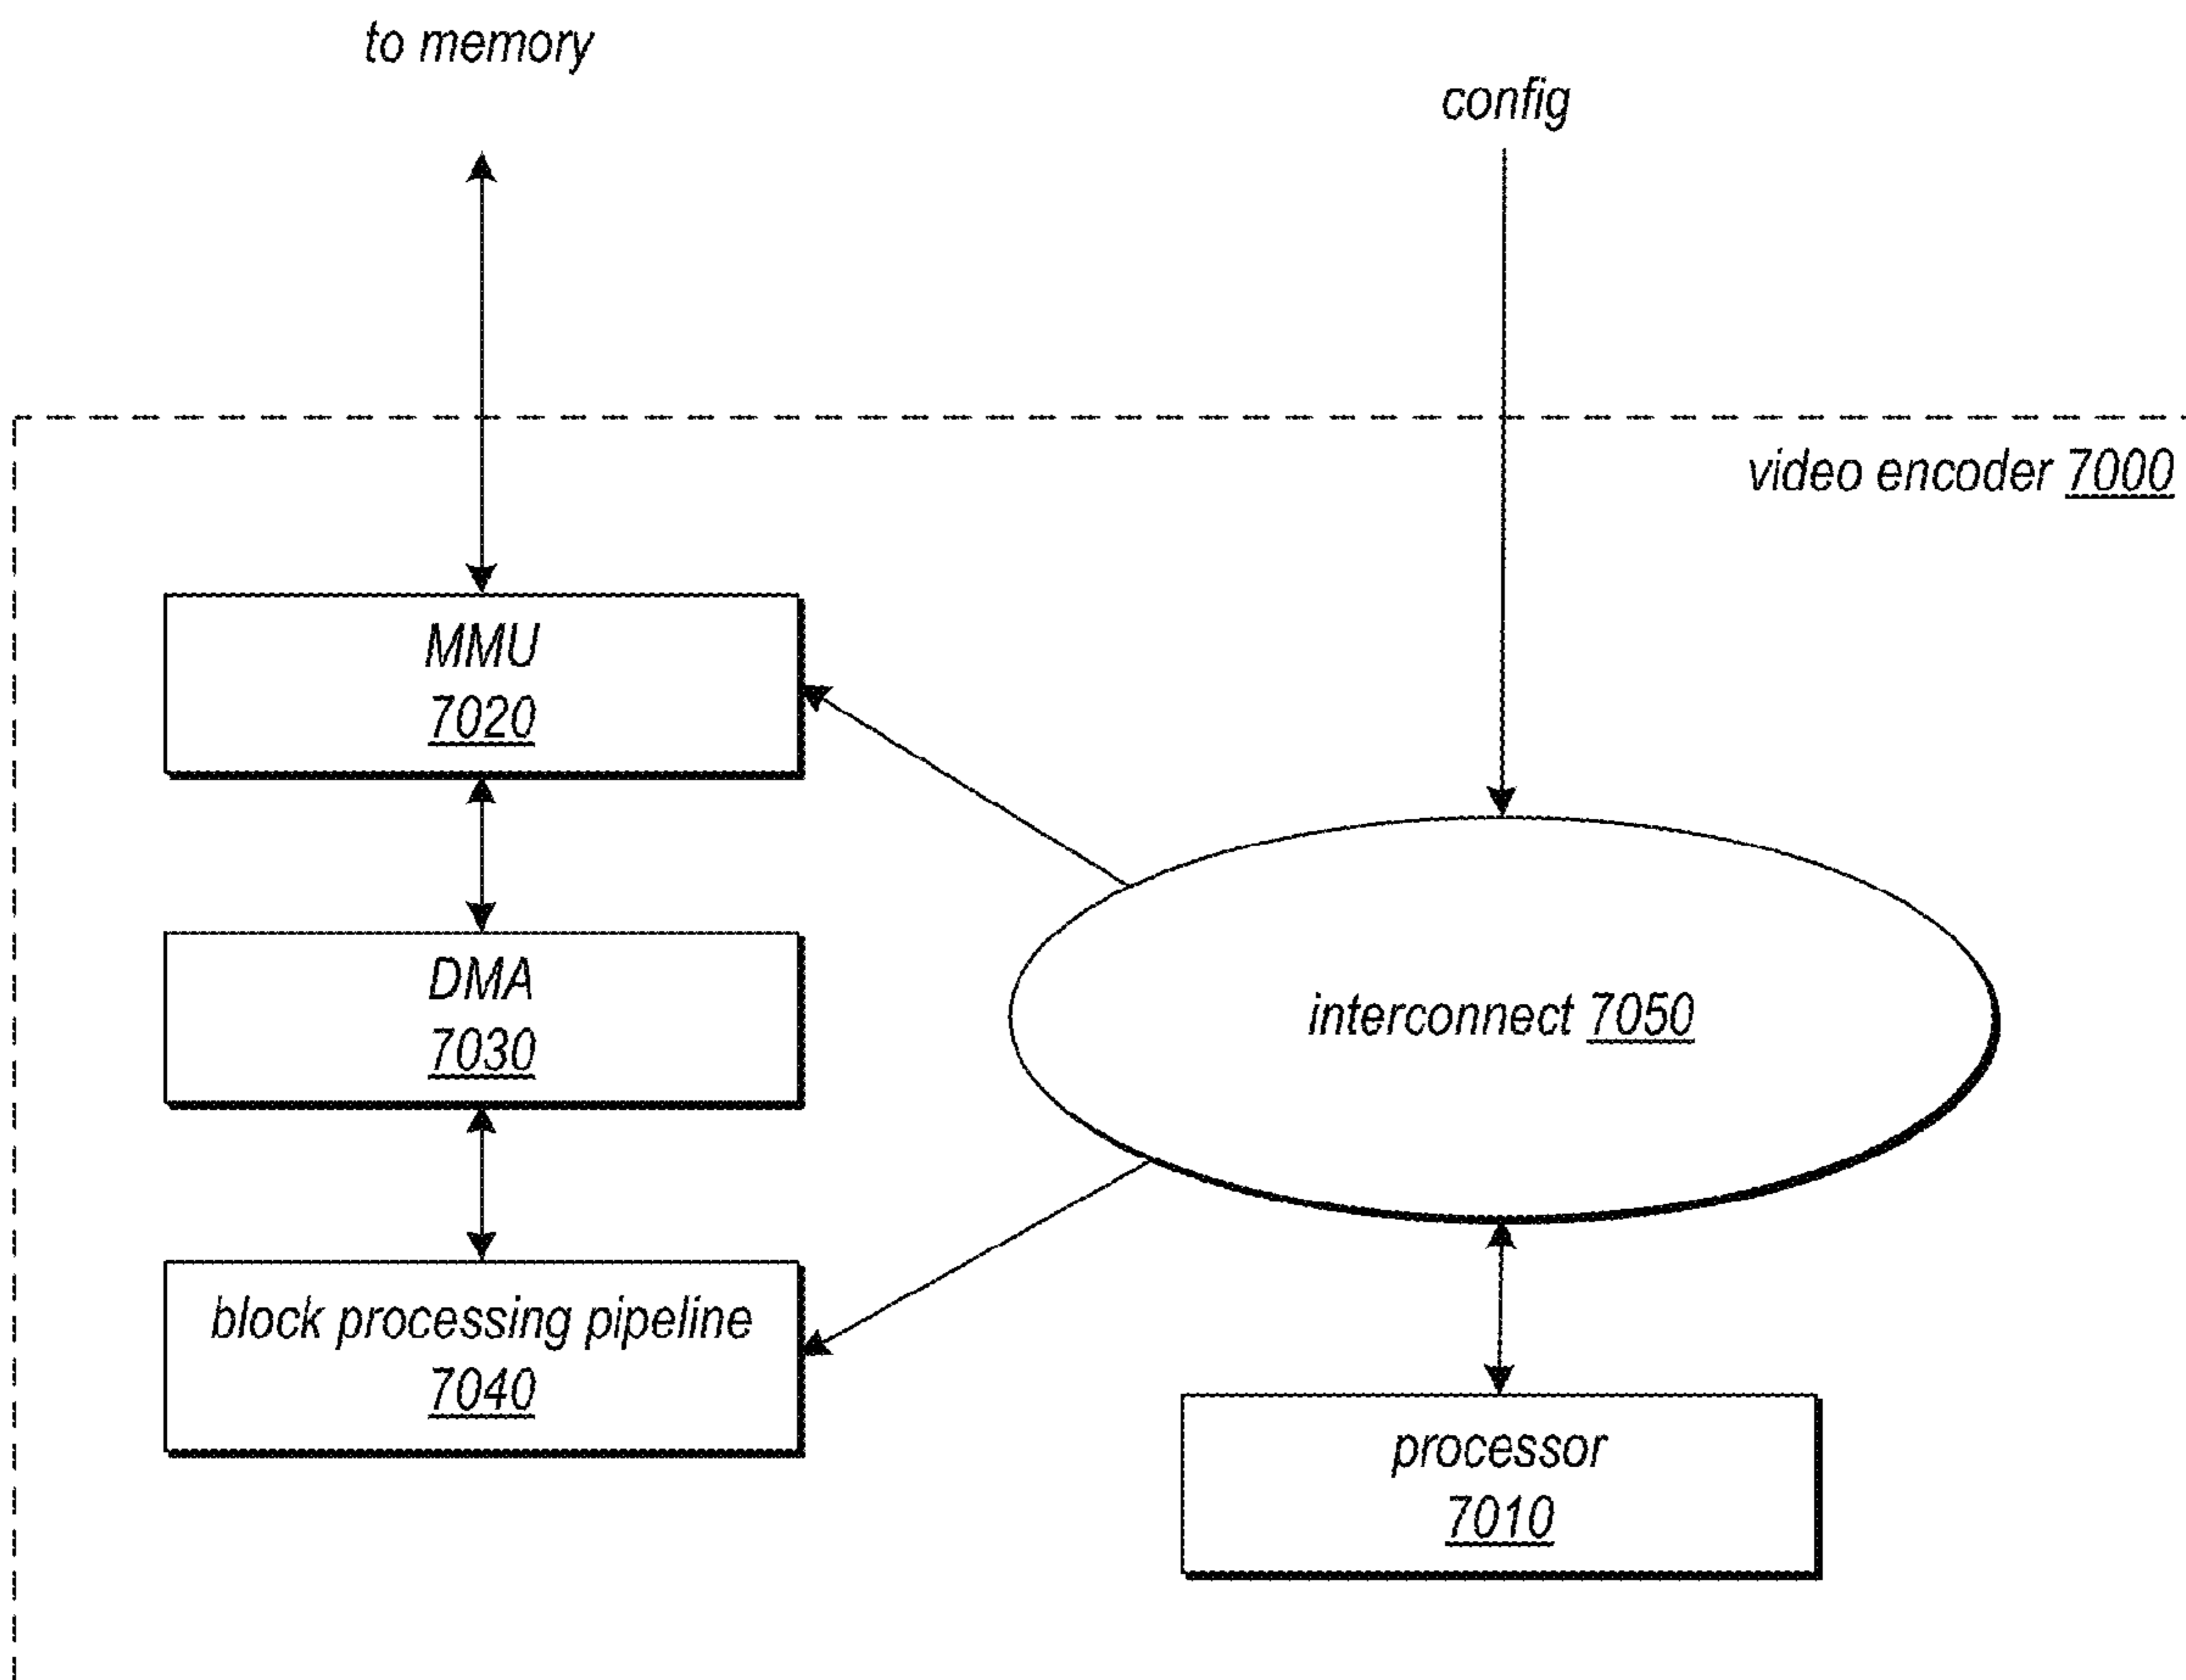 to memory
config
video encoder 7000
MMU
7020
DMA
7030
interconnect 7050
block processing pipeline
7040
processor
7010